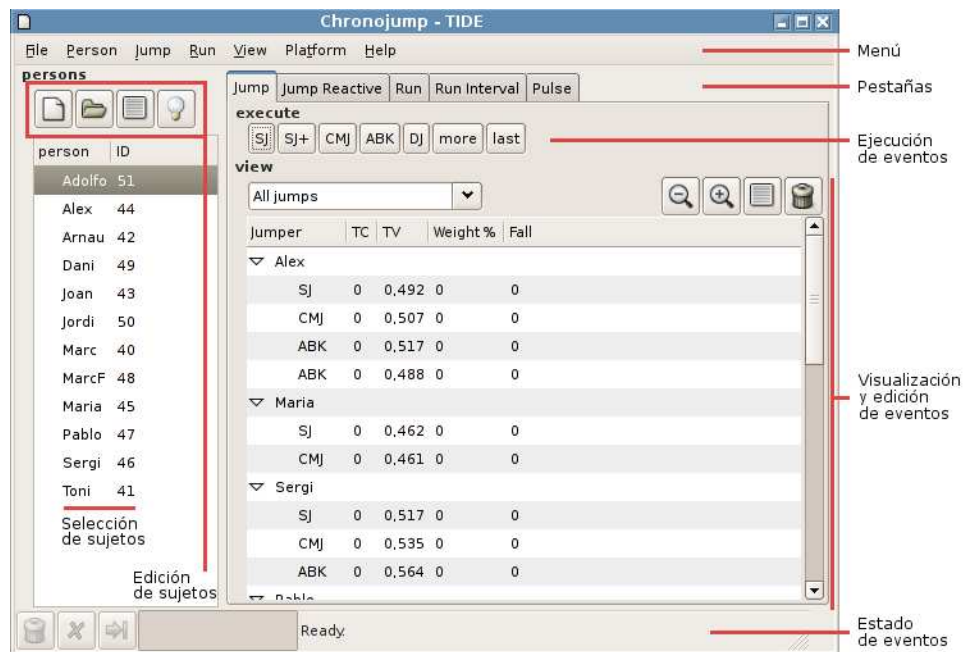 Chronojump - TIDE
File Person Jump Run View Platform Help
Menú
persons
Jump Jump Reactive Run Run Interval Pulse
Pestañas
execute
SJ SJ+ CMJ ABK DJ more last
Ejecución
de eventos
person ID
view
Adolfo 51
All jumps
Alex 44
Jumper TC TV Weight % Fall
Arnau 42
Alex
Dani 49
SJ 0 0,492 0 0
Joan 43
CMJ 0 0,507 0 0
Jordi 50
ABK 0 0,517 0 0
Marc 40
ABK 0 0,488 0 0
MarcF 48
Visualización
y edición
de eventos
Maria
Maria 45
SJ 0 0,462 0 0
Pablo 47
CMJ 0 0,461 0 0
Sergi 46
Sergi
Toni 41
SJ 0 0,517 0 0
Selección
de sujetos
CMJ 0 0,535 0 0
ABK 0 0,564 0 0
Edición
de sujetos
Pablo
Ready.
Estado
de eventos